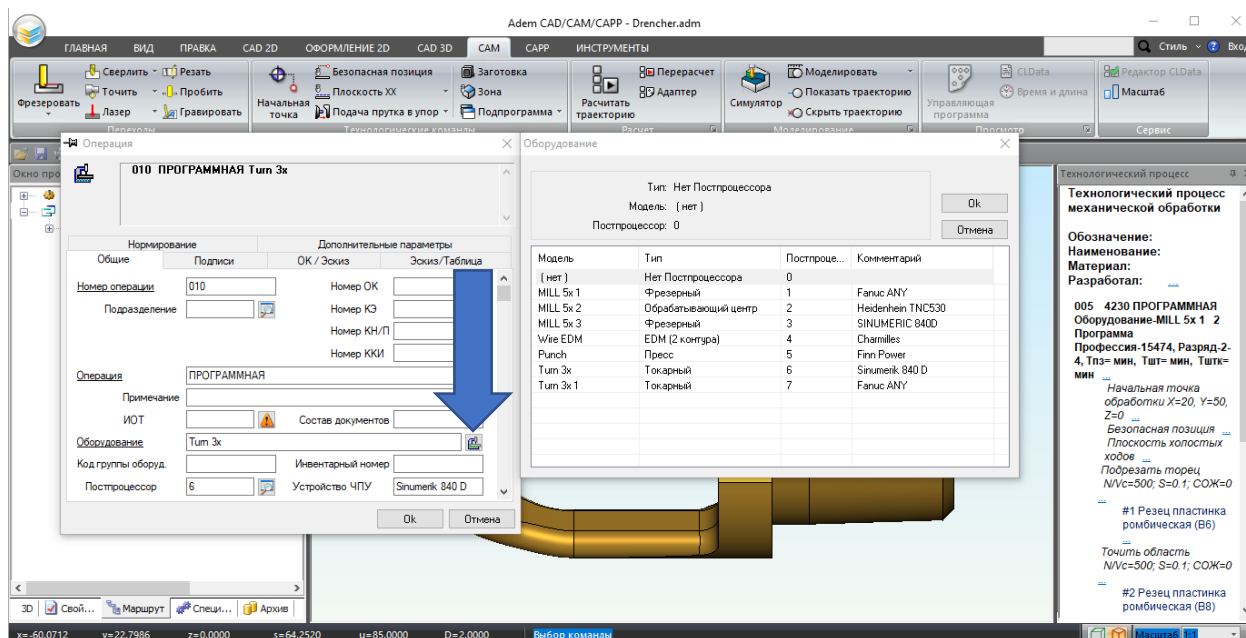 Adem CAD/CAM/CAPP - Drencher.adm
ГЛАВНАЯ ВИД ПРАВКА CAD 2D ОФОРМЛЕНИЕ 2D CAD 3D CAM CAPP ИНСТРУМЕНТЫ
Стиль
Вход
Фрезеровать
Сверлить
Резать
Точить
Пробить
Лазер
Гравировать
Переходы
Начальная точка
Безопасная позиция
Плоскость ХХ
Подача прутка в упор
Заготовка
Зона
Подпрограмма
Технологические команды
Расчитать траекторию
Перерасчет
Адаптер
Расчет
Симулятор
Моделировать
Показать траекторию
Скрыть траекторию
Моделирование
Управляющая программа
CLData
Время и длина
Просмотр
Редактор CLData
Масштаб
Сервис
Окно про
Операция
010 ПРОГРАММНАЯ Turn 3x
Нормирование Дополнительные параметры
Общие Подписи ОК / Эскиз Эскиз/Таблица
Номер операции 010 Номер ОК
Подразделение Номер КЭ
Номер КН/П
Номер ККИ
Операция ПРОГРАММНАЯ
Примечание
ИОТ Состав документов
Оборудование Turn 3x
Код группы оборуд. Инвентарный номер
Постпроцессор 6 Устройство ЧПУ Sinumerik 840 D
Ok Отмена
Оборудование
Тип: Нет Постпроцессора
Модель: ( нет )
Постпроцессор: 0
Ok
Отмена
Модель Тип Постпроце... Комментарий
( нет ) Нет Постпроцессора 0
MILL 5x 1 Фрезерный 1 Fanuc ANY
MILL 5x 2 Обрабатывающий центр 2 Heidenhein TNC530
MILL 5x 3 Фрезерный 3 SINUMERIC 840D
Wire EDM EDM (2 контура) 4 Charmilles
Punch Пресс 5 Finn Power
Turn 3x Токарный 6 Sinumerik 840 D
Turn 3x 1 Токарный 7 Fanuc ANY
Технологический процесс
Технологический процесс
механической обработки
Обозначение:
Наименование:
Материал:
Разработал: ...
005 4230 ПРОГРАММНАЯ
Оборудование-MILL 5x 1 2
Программа
Профессия-15474, Разряд-2-
4, Тпз= мин, Тшт= мин, Тштк=
мин ...
Начальная точка
обработки X=20, Y=50,
Z=0 ...
Безопасная позиция ...
Плоскость холостых
ходов ...
Подрезать торец
N/Vc=500; S=0.1; СОЖ=0
...
#1 Резец пластинка
ромбическая (B6)
...
Точить область
N/Vc=500; S=0.1; СОЖ=0
...
#2 Резец пластинка
ромбическая (B8)
3D Свой... Маршрут Специ... Архив
x=-60.0712 y=22.7986 z=0.0000 s=64.2520 u=85.0000 D=2.0000 Выбор команды Масштаб 1:1